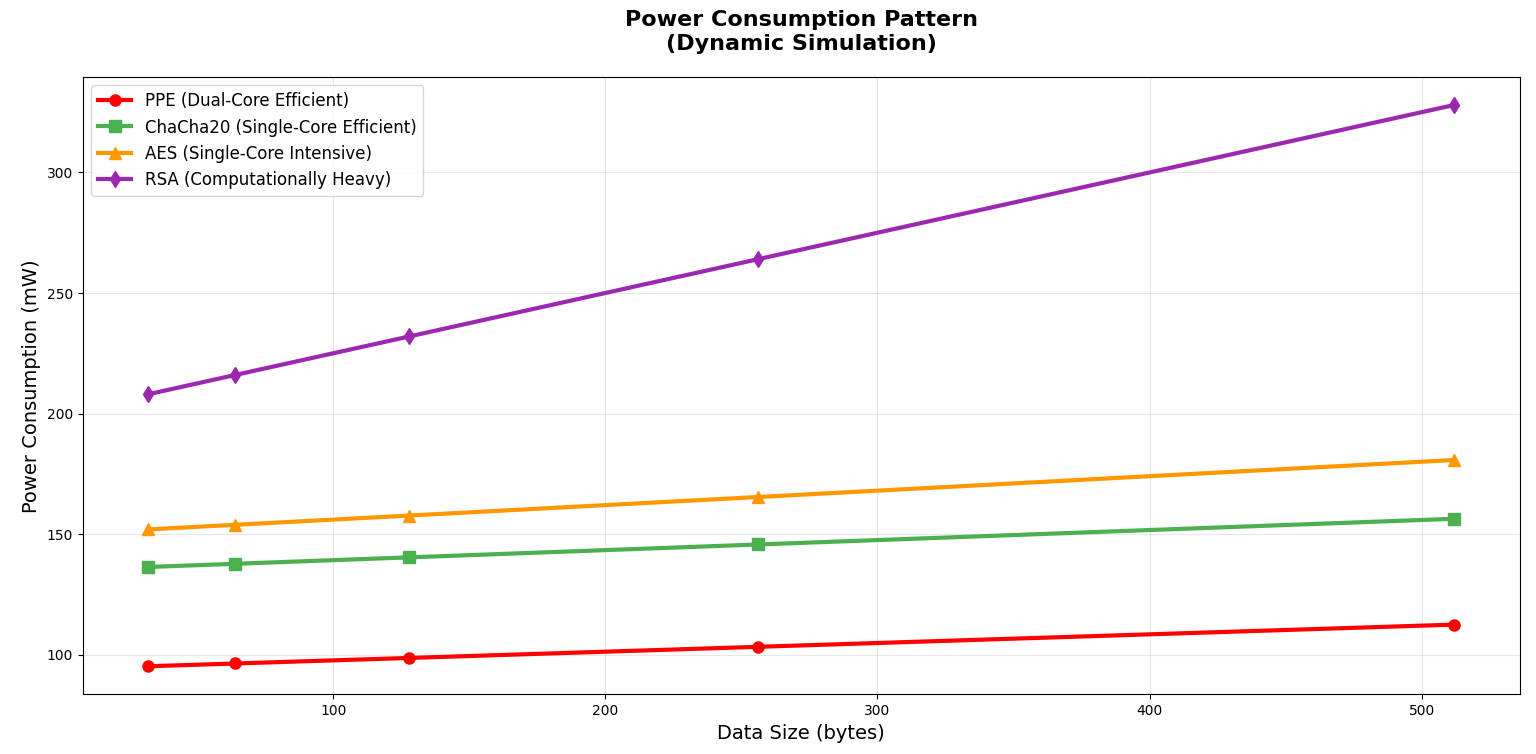 Power Consumption Pattern
(Dynamic Simulation)
PPE (Dual-Core Efficient)
ChaCha20 (Single-Core Efficient)
AES (Single-Core Intensive)
RSA (Computationally Heavy)
Power Consumption (mW)
300
250
200
150
100
100
200
300
400
500
Data Size (bytes)